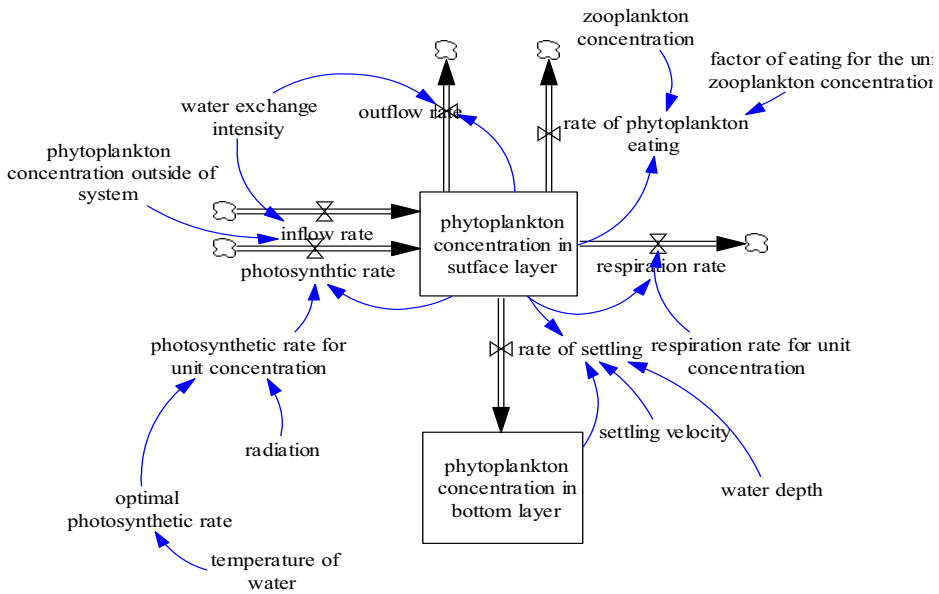 zooplankton
concentration
factor of eating for the uni
zooplankton concentration
water exchange
intensity
outflow rate
rate of phytoplankton
eating
phytoplankton
concentration outside of
system
inflow rate
phytoplankton
concentration in
sutface layer
photosynthtic rate
respiration rate
photosynthetic rate for
unit concentration
rate of settling
respiration rate for unit
concentration
radiation
settling velocity
phytoplankton
concentration in
bottom layer
water depth
optimal
photosynthetic rate
temperature of
water